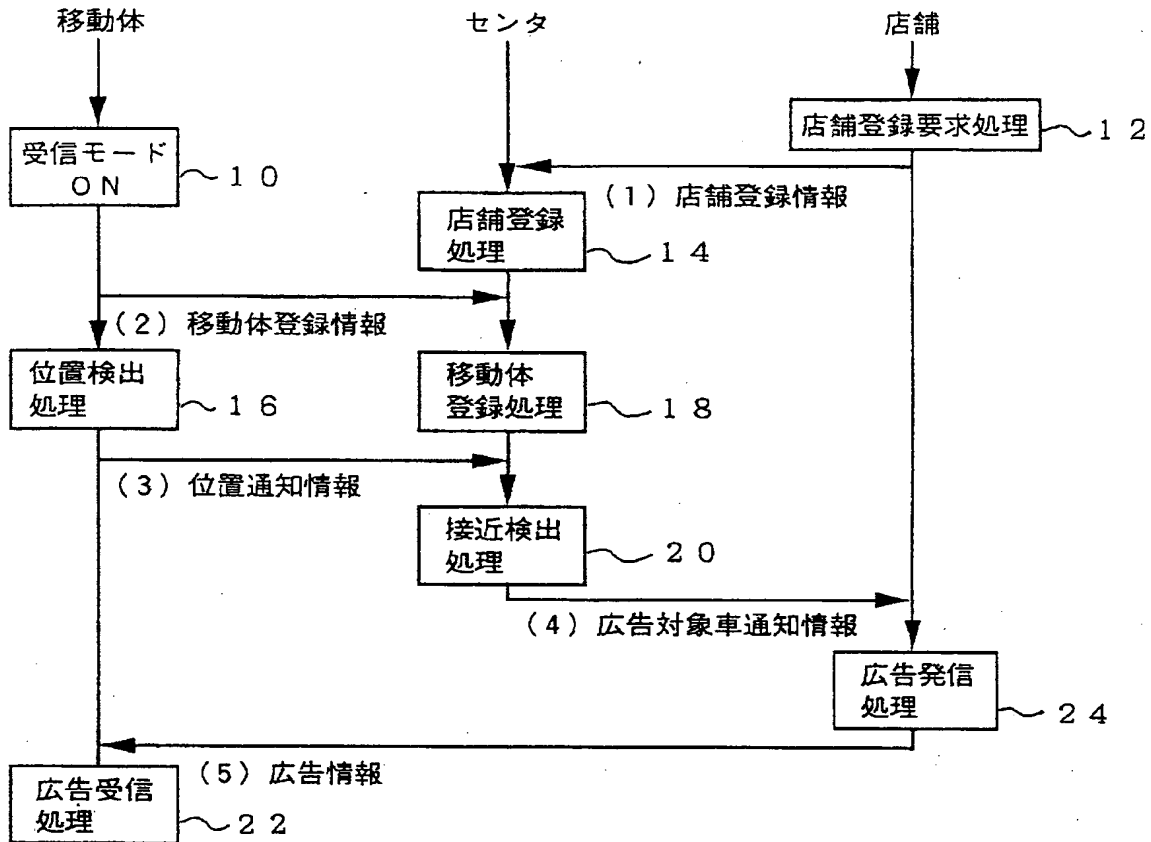 移動体
センタ
店舗
店舗登録要求処理
12
受信モード
ON
10
(1)店舗登録情報
店舗登録
処理
14
(2)移動体登録情報
位置検出
処理
16
移動体
登録処理
18
(3)位置通知情報
接近検出
処理
20
(4)広告対象車通知情報
広告発信
処理
24
(5)広告情報
広告受信
処理
22